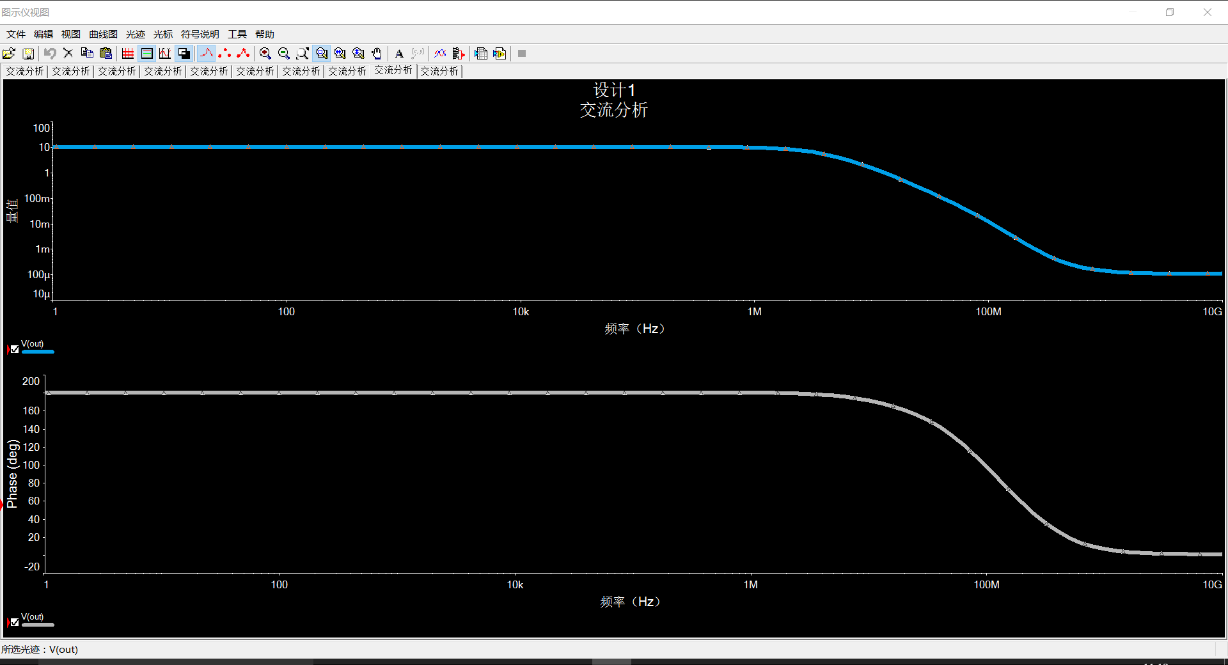 图示仪视图
文件 编辑 视图 曲线图 光迹 光标 符号说明 工具 帮助
交流分析 交流分析 交流分析 交流分析 交流分析 交流分析 交流分析 交流分析 交流分析 交流分析
设计1
交流分析
100
10
1
100m
10m
1m
100µ
10µ
量值
1 100 10k 1M 100M 10G
频率（Hz）
V(out)
200
160
140
120
100
80
60
40
20
-20
Phase (deg)
1 100 10k 1M 100M 10G
频率（Hz）
V(out)
所选光迹：V(out)